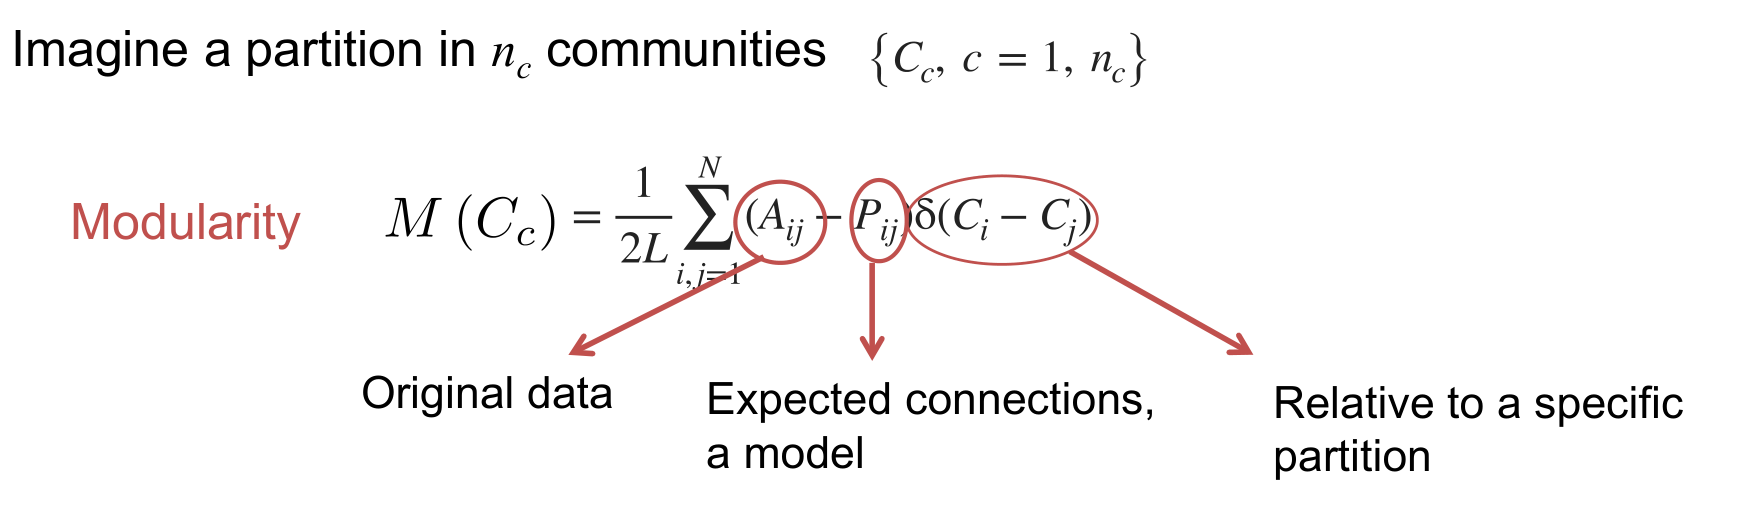 Imagine a partition in n_c communities {C_c, c = 1, n_c}
Modularity M (C_c) = \frac{1}{2L} \sum_{i,j=1}^{N} (A_{ij} − P_{ij})δ(C_i − C_j)
Original data
Expected connections,
a model
Relative to a specific
partition